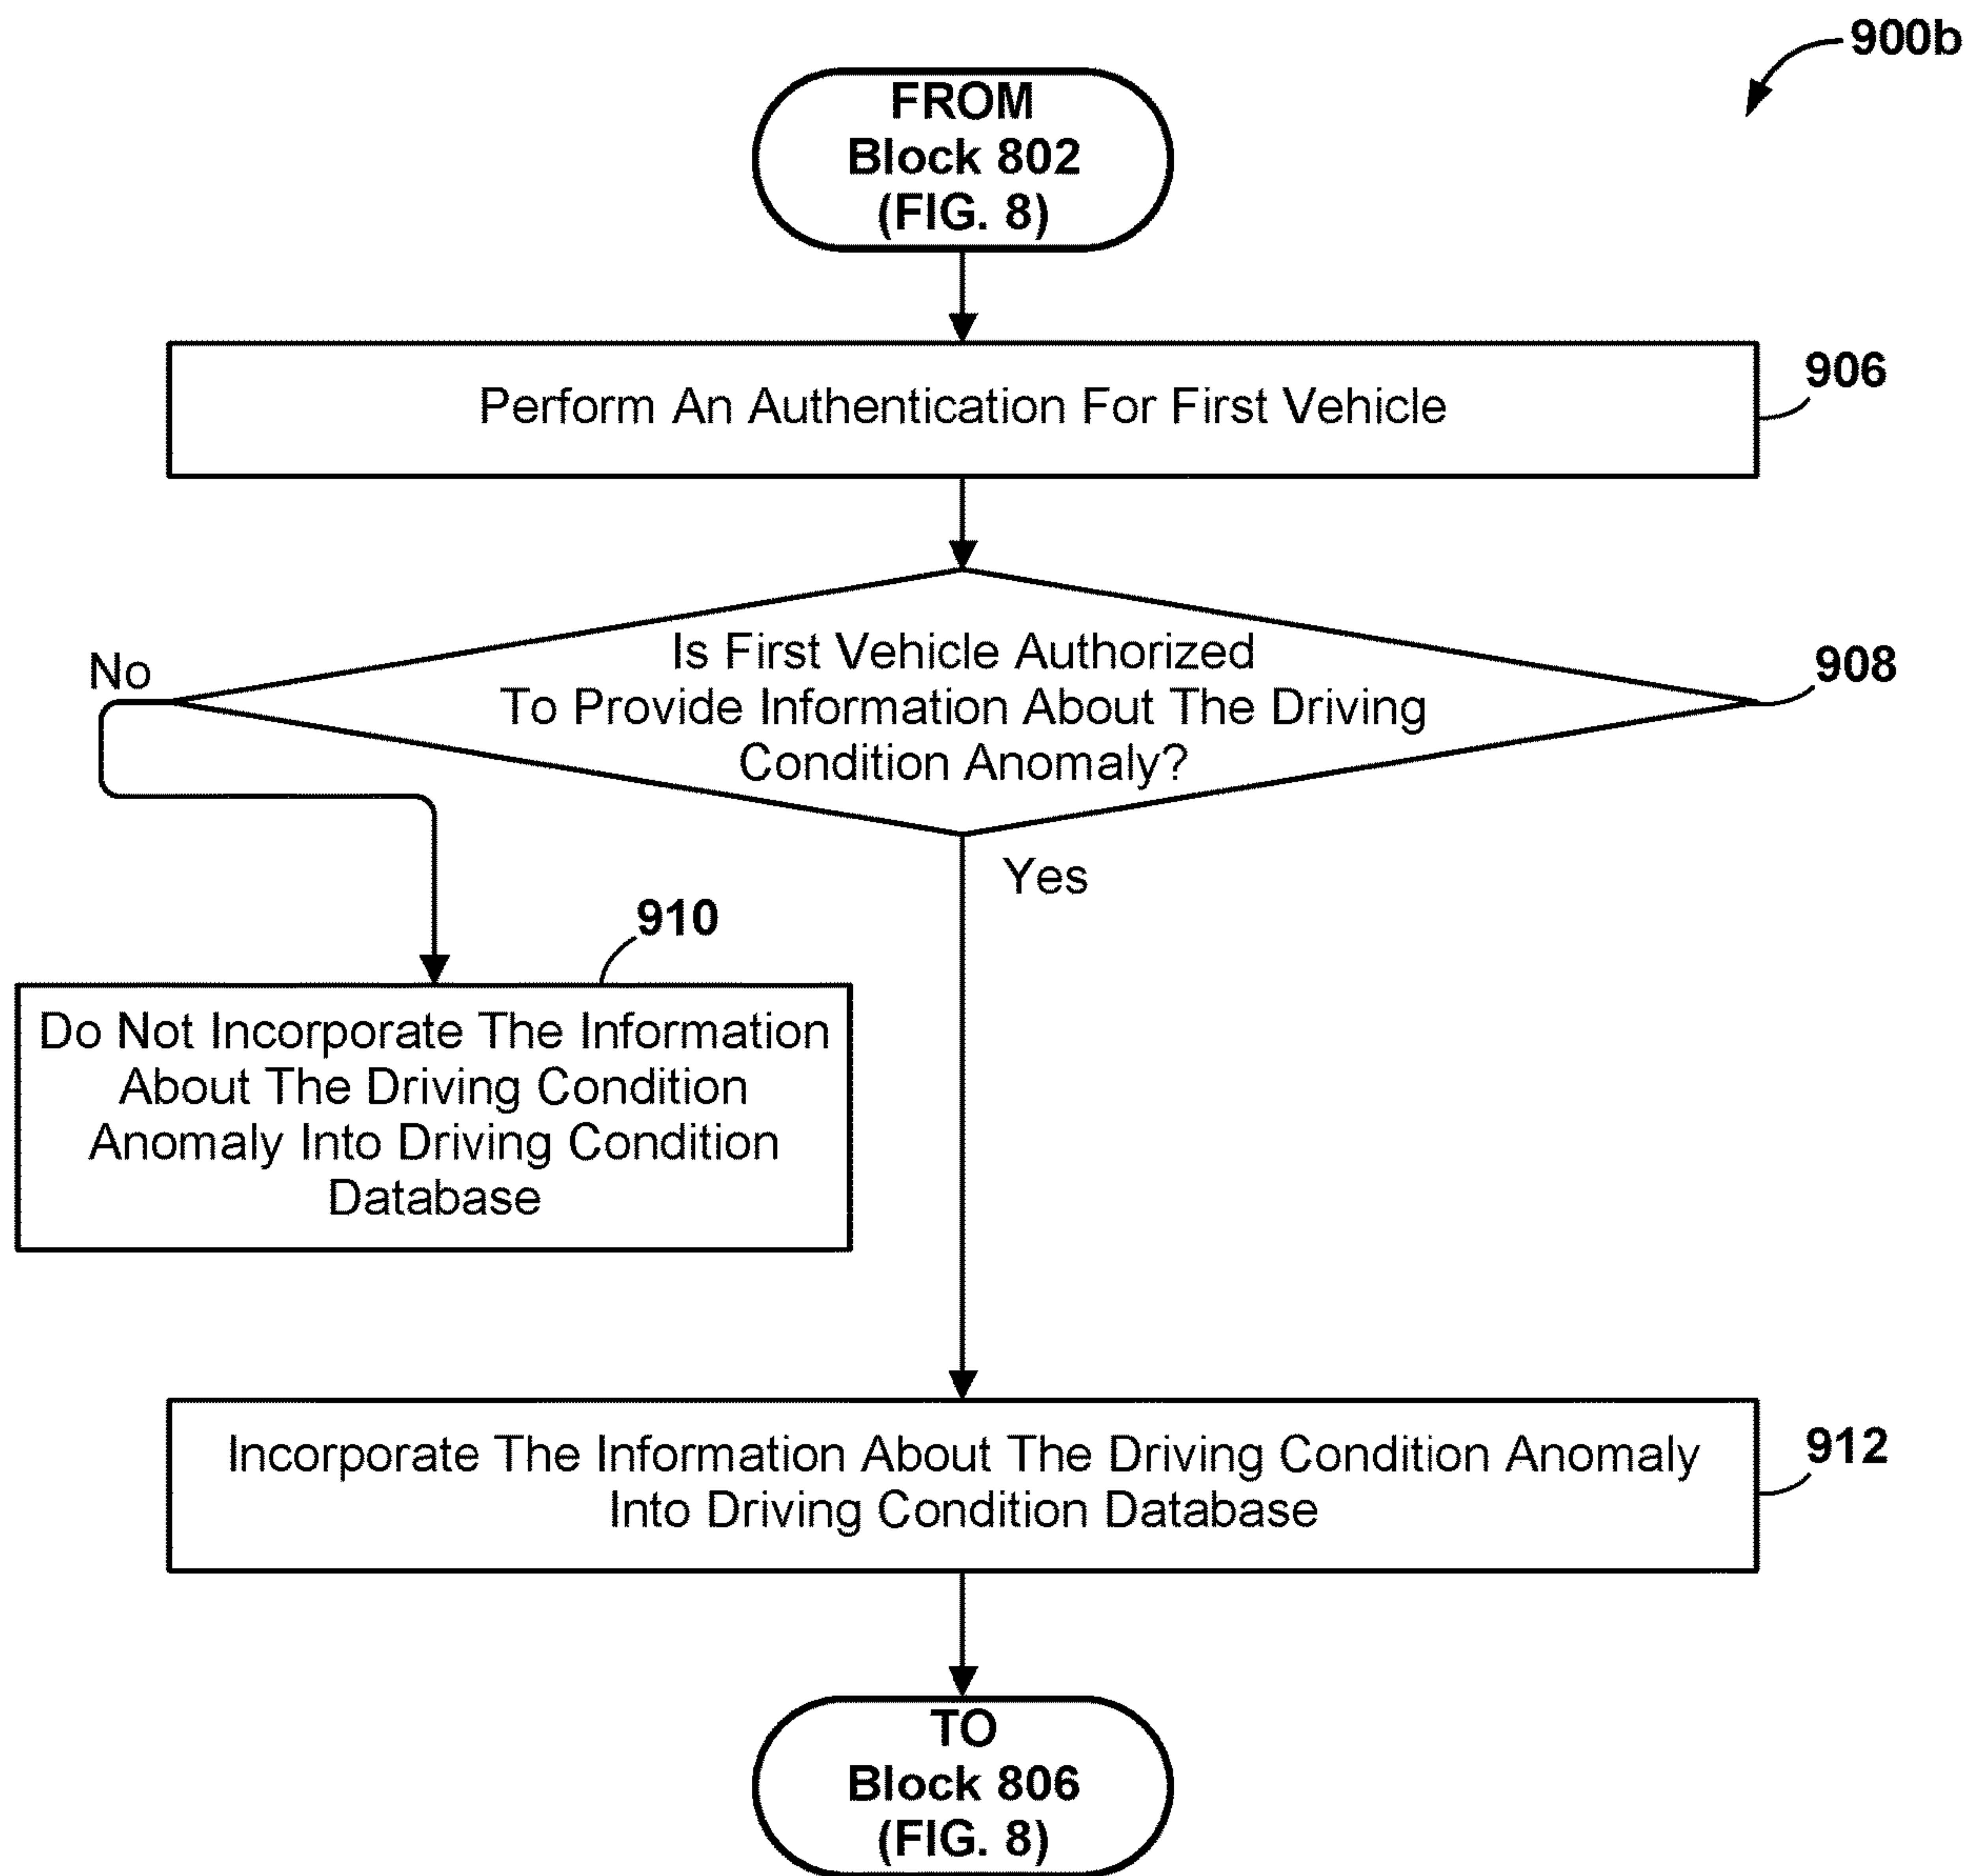 900b
FROM
Block 802
(FIG. 8)
Perform An Authentication For First Vehicle
906
Is First Vehicle Authorized
To Provide Information About The Driving
Condition Anomaly?
908
No
Yes
910
Do Not Incorporate The Information
About The Driving Condition
Anomaly Into Driving Condition
Database
Incorporate The Information About The Driving Condition Anomaly
Into Driving Condition Database
912
TO
Block 806
(FIG. 8)